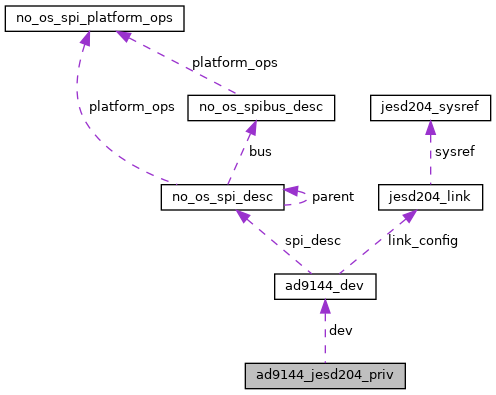 no_os_spi_platform_ops
platform_ops
no_os_spibus_desc
jesd204_sysref
platform_ops
bus
sysref
no_os_spi_desc
parent
jesd204_link
spi_desc
link_config
ad9144_dev
dev
ad9144_jesd204_priv